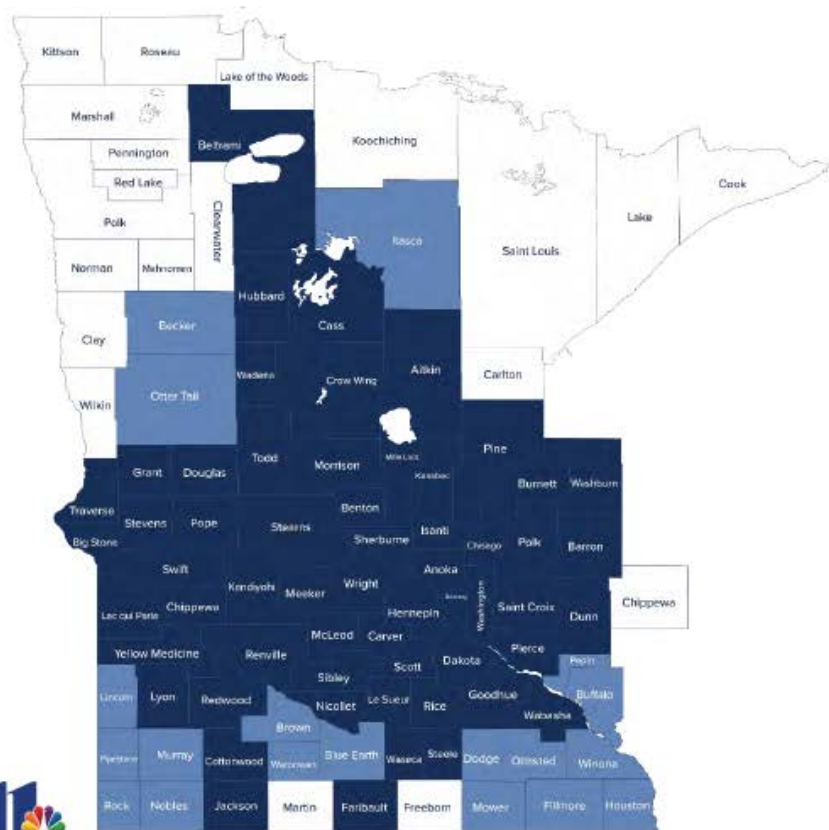 Kittson
Roseau
Lake of the Woods
Marshall
Beltrami
Koochiching
Pennington
Red Lake
Polk
Clearwater
Cook
Lake
Itasca
Saint Louis
Norman
Mahnomen
Hubbard
Cass
Becker
Clay
Wadena
Crow Wing
Aitkin
Carlton
Otter Tail
Wilkin
Todd
Morrison
Mille Lacs
Kanabec
Pine
Grant
Douglas
Burnett
Washburn
Traverse
Stevens
Pope
Stearns
Benton
Isanti
Big Stone
Sherburne
Chisago
Polk
Barron
Swift
Anoka
Kandiyohi
Meeker
Wright
Washington
Lac qui Parle
Chippewa
Hennepin
Saint Croix
Dunn
Chippewa
McLeod
Carver
Yellow Medicine
Renville
Scott
Dakota
Pierce
Pepin
Sibley
Lincoln
Lyon
Redwood
Nicollet
Le Sueur
Rice
Goodhue
Buffalo
Wabasha
Brown
Pipestone
Murray
Cottonwood
Watonwan
Blue Earth
Waseca
Steele
Dodge
Olmsted
Winona
Rock
Nobles
Jackson
Martin
Faribault
Freeborn
Mower
Fillmore
Houston